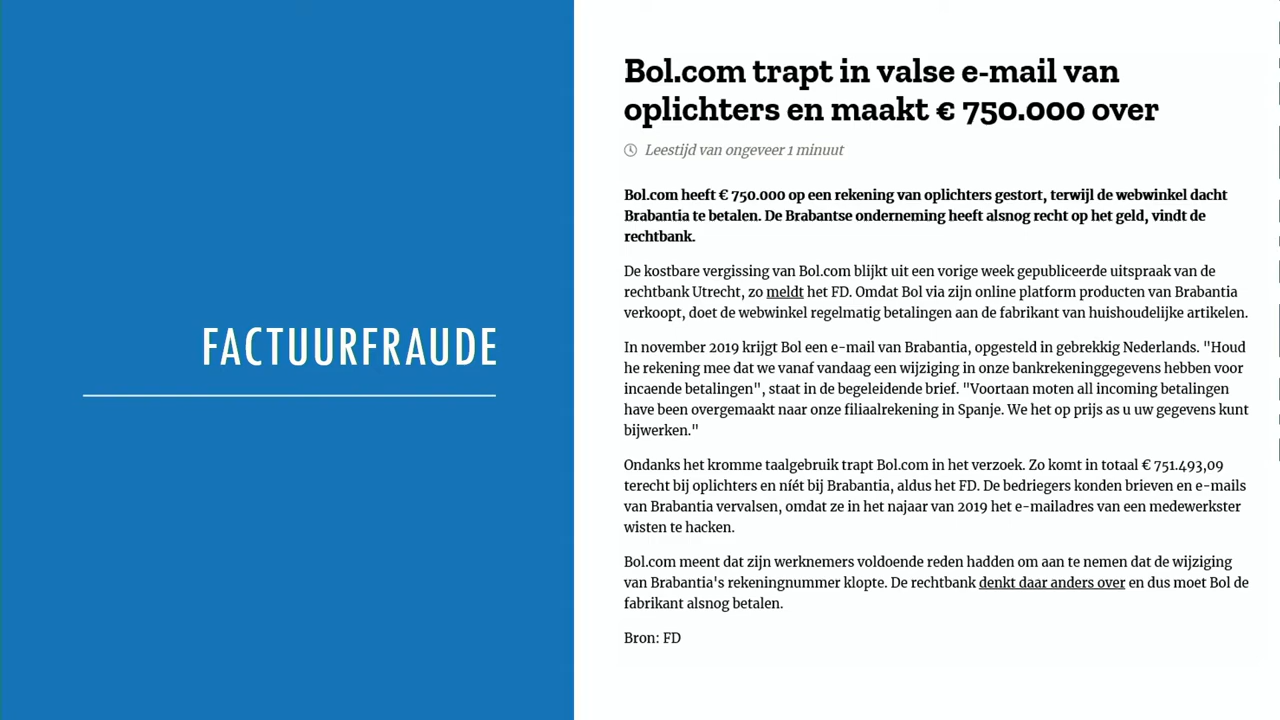 FACTUURFRAUDE
Bol.com trapt in valse e-mail van
oplichters en maakt € 750.000 over
Leestijd van ongeveer 1 minuut
Bol.com heeft € 750.000 op een rekening van oplichters gestort, terwijl de webwinkel dacht
Brabantia te betalen. De Brabantse onderneming heeft alsnog recht op het geld, vindt de
rechtbank.
De kostbare vergissing van Bol.com blijkt uit een vorige week gepubliceerde uitspraak van de
rechtbank Utrecht, zo meldt het FD. Omdat Bol via zijn online platform producten van Brabantia
verkoopt, doet de webwinkel regelmatig betalingen aan de fabrikant van huishoudelijke artikelen.
In november 2019 krijgt Bol een e-mail van Brabantia, opgesteld in gebrekkig Nederlands. "Houd
he rekening mee dat we vanaf vandaag een wijziging in onze bankrekeninggegevens hebben voor
incaende betalingen", staat in de begeleidende brief. "Voortaan moten all incoming betalingen
have been overgemaakt naar onze filiaalrekening in Spanje. We het op prijs as u uw gegevens kunt
bijwerken."
Ondanks het kromme taalgebruik trapt Bol.com in het verzoek. Zo komt in totaal € 751.493,09
terecht bij oplichters en níét bij Brabantia, aldus het FD. De bedriegers konden brieven en e-mails
van Brabantia vervalsen, omdat ze in het najaar van 2019 het e-mailadres van een medewerkster
wisten te hacken.
Bol.com meent dat zijn werknemers voldoende reden hadden om aan te nemen dat de wijziging
van Brabantia's rekeningnummer klopte. De rechtbank denkt daar anders over en dus moet Bol de
fabrikant alsnog betalen.
Bron: FD